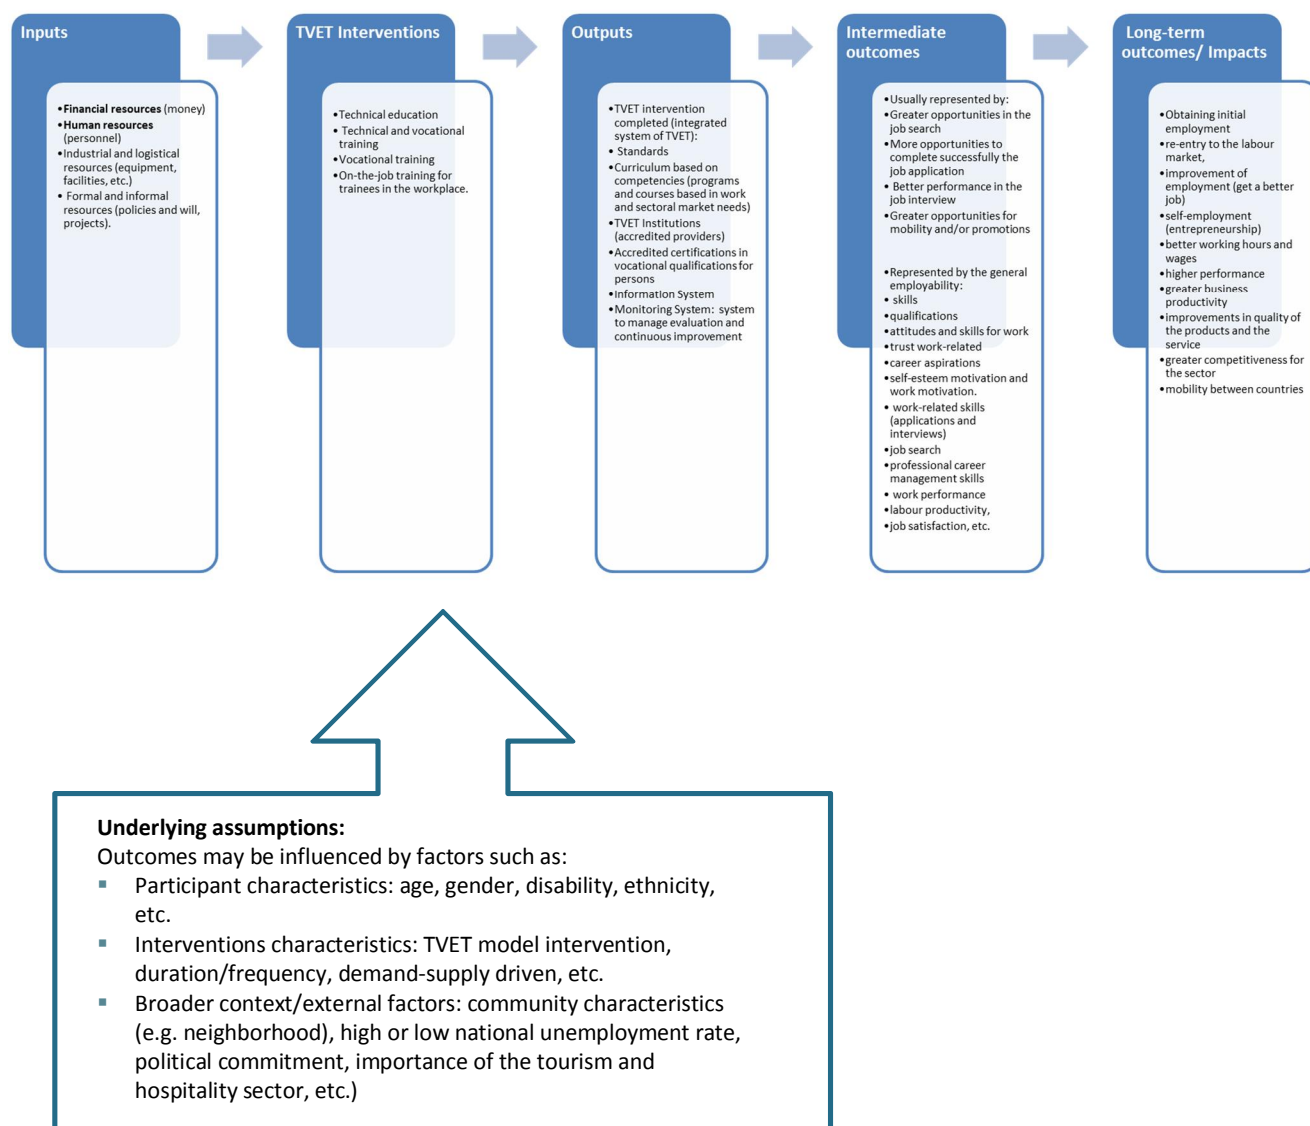 Inputs
•Financial resources (money)
•Human resources
(personnel)
•Industrial and logistical
resources (equipment,
facilities, etc.)
• Formal and informal
resources (policies and will,
projects).
TVET Interventions
•Technical education
• Technical and vocational
training
•Vocational training
•On-the-job training for
trainees in the workplace.
Outputs
•TVET intervention
completed (integrated
system of TVET):
• Standards
•Curriculum based on
competencies (programs
and courses based in work
and sectoral market needs)
•TVET Institutions
(accredited providers)
•Accredited certifications in
vocational qualifications for
persons
•Information System
•Monitoring System: system
to manage evaluation and
continuous improvement
Intermediate
outcomes
•Usually represented by:
•Greater opportunities in the
job search
•More opportunities to
complete successfully the
job application
• Better performance in the
job interview
•Greater opportunities for
mobility and/or promotions
•Represented by the general
employability:
• skills
•qualifications
•attitudes and skills for work
•trust work-related
•career aspirations
•self-esteem motivation and
work motivation.
• work-related skills
(applications and
interviews)
•job search
•professional career
management skills
• work performance
•labour productivity,
•job satisfaction, etc.
Long-term
outcomes/ Impacts
•Obtaining initial
employment
•re-entry to the labour
market,
•improvement of
employment (get a better
job)
•self-employment
(entrepreneurship)
•better working hours and
wages
•higher performance
•greater business
productivity
•improvements in quality of
the products and the
service
•greater competitiveness for
the sector
•mobility between countries
Underlying assumptions:
Outcomes may be influenced by factors such as:
▪ Participant characteristics: age, gender, disability, ethnicity,
etc.
▪ Interventions characteristics: TVET model intervention,
duration/frequency, demand-supply driven, etc.
▪ Broader context/external factors: community characteristics
(e.g. neighborhood), high or low national unemployment rate,
political commitment, importance of the tourism and
hospitality sector, etc.)